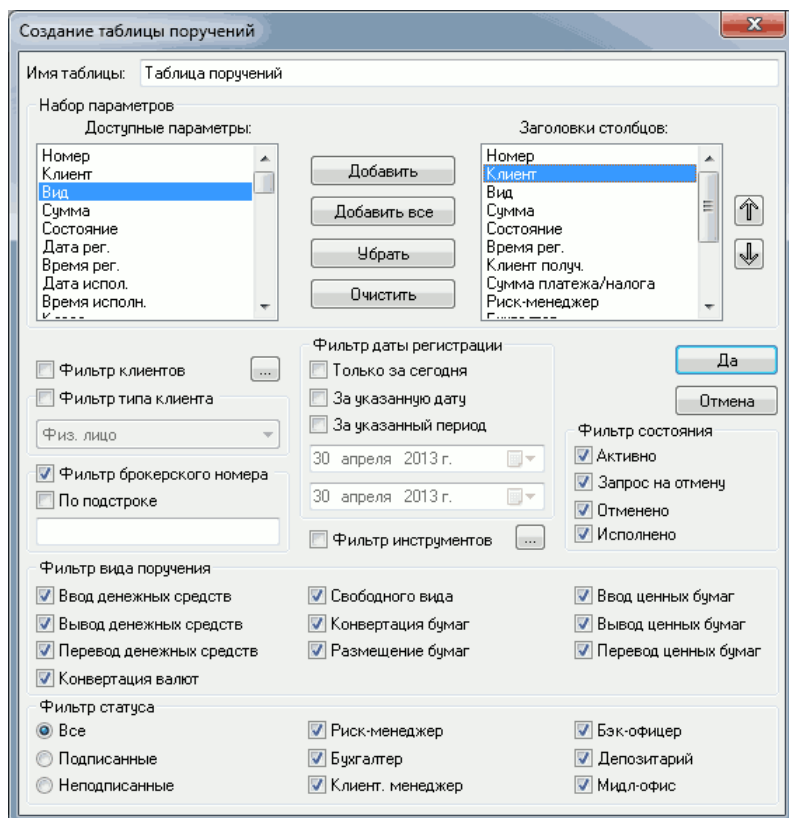 Создание таблицы поручений
Имя таблицы: Таблица поручений
Набор параметров
Доступные параметры:
Номер
Клиент
Вид
Сумма
Состояние
Дата рег.
Время рег.
Дата испол.
Время исполн.
Добавить
Добавить все
Убрать
Очистить
Заголовки столбцов:
Номер
Клиент
Вид
Сумма
Состояние
Время рег.
Клиент получ.
Сумма платежа/налога
Риск-менеджер
Фильтр клиентов ...
Фильтр типа клиента
Физ. лицо
Фильтр брокерского номера
По подстроке
Фильтр даты регистрации
Только за сегодня
За указанную дату
За указанный период
30 апреля 2013 г.
30 апреля 2013 г.
Фильтр инструментов ...
Да
Отмена
Фильтр состояния
Активно
Запрос на отмену
Отменено
Исполнено
Фильтр вида поручения
Ввод денежных средств
Вывод денежных средств
Перевод денежных средств
Конвертация валют
Свободного вида
Конвертация бумаг
Размещение бумаг
Ввод ценных бумаг
Вывод ценных бумаг
Перевод ценных бумаг
Фильтр статуса
Все
Подписанные
Неподписанные
Риск-менеджер
Бухгалтер
Клиент. менеджер
Бэк-офицер
Депозитарий
Мидл-офис